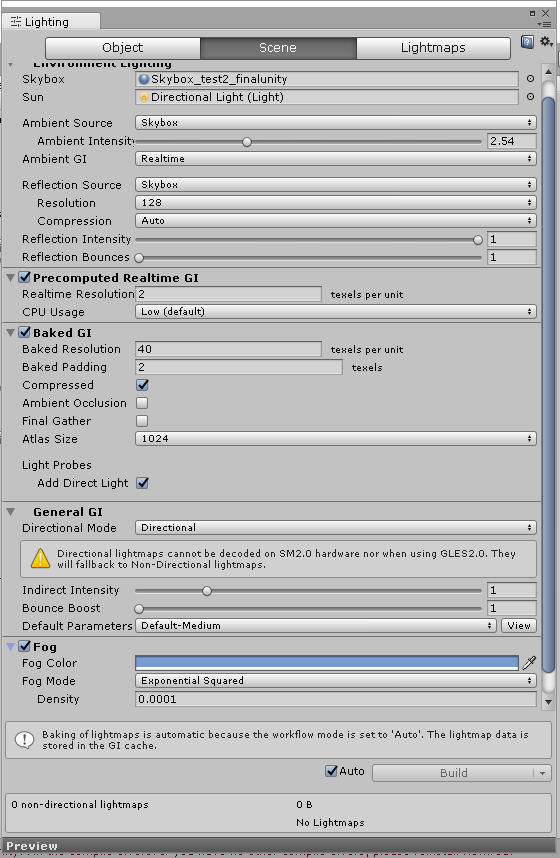 Lighting
Object Scene Lightmaps
Environment Lighting
Skybox Skybox_test2_finalunity
Sun Directional Light (Light)
Ambient Source Skybox
Ambient Intensity 2.54
Ambient GI Realtime
Reflection Source Skybox
Resolution 128
Compression Auto
Reflection Intensity 1
Reflection Bounces 1
Precomputed Realtime GI
Realtime Resolution 2 texels per unit
CPU Usage Low (default)
Baked GI
Baked Resolution 40 texels per unit
Baked Padding 2 texels
Compressed
Ambient Occlusion
Final Gather
Atlas Size 1024
Light Probes
Add Direct Light
General GI
Directional Mode Directional
Directional lightmaps cannot be decoded on SM2.0 hardware nor when using GLES2.0. They
will fallback to Non-Directional lightmaps.
Indirect Intensity 1
Bounce Boost 1
Default Parameters Default-Medium View
Fog
Fog Color
Fog Mode Exponential Squared
Density 0.0001
Baking of lightmaps is automatic because the workflow mode is set to 'Auto'. The lightmap data is
stored in the GI cache.
Auto Build
0 non-directional lightmaps 0 B
No Lightmaps
Preview